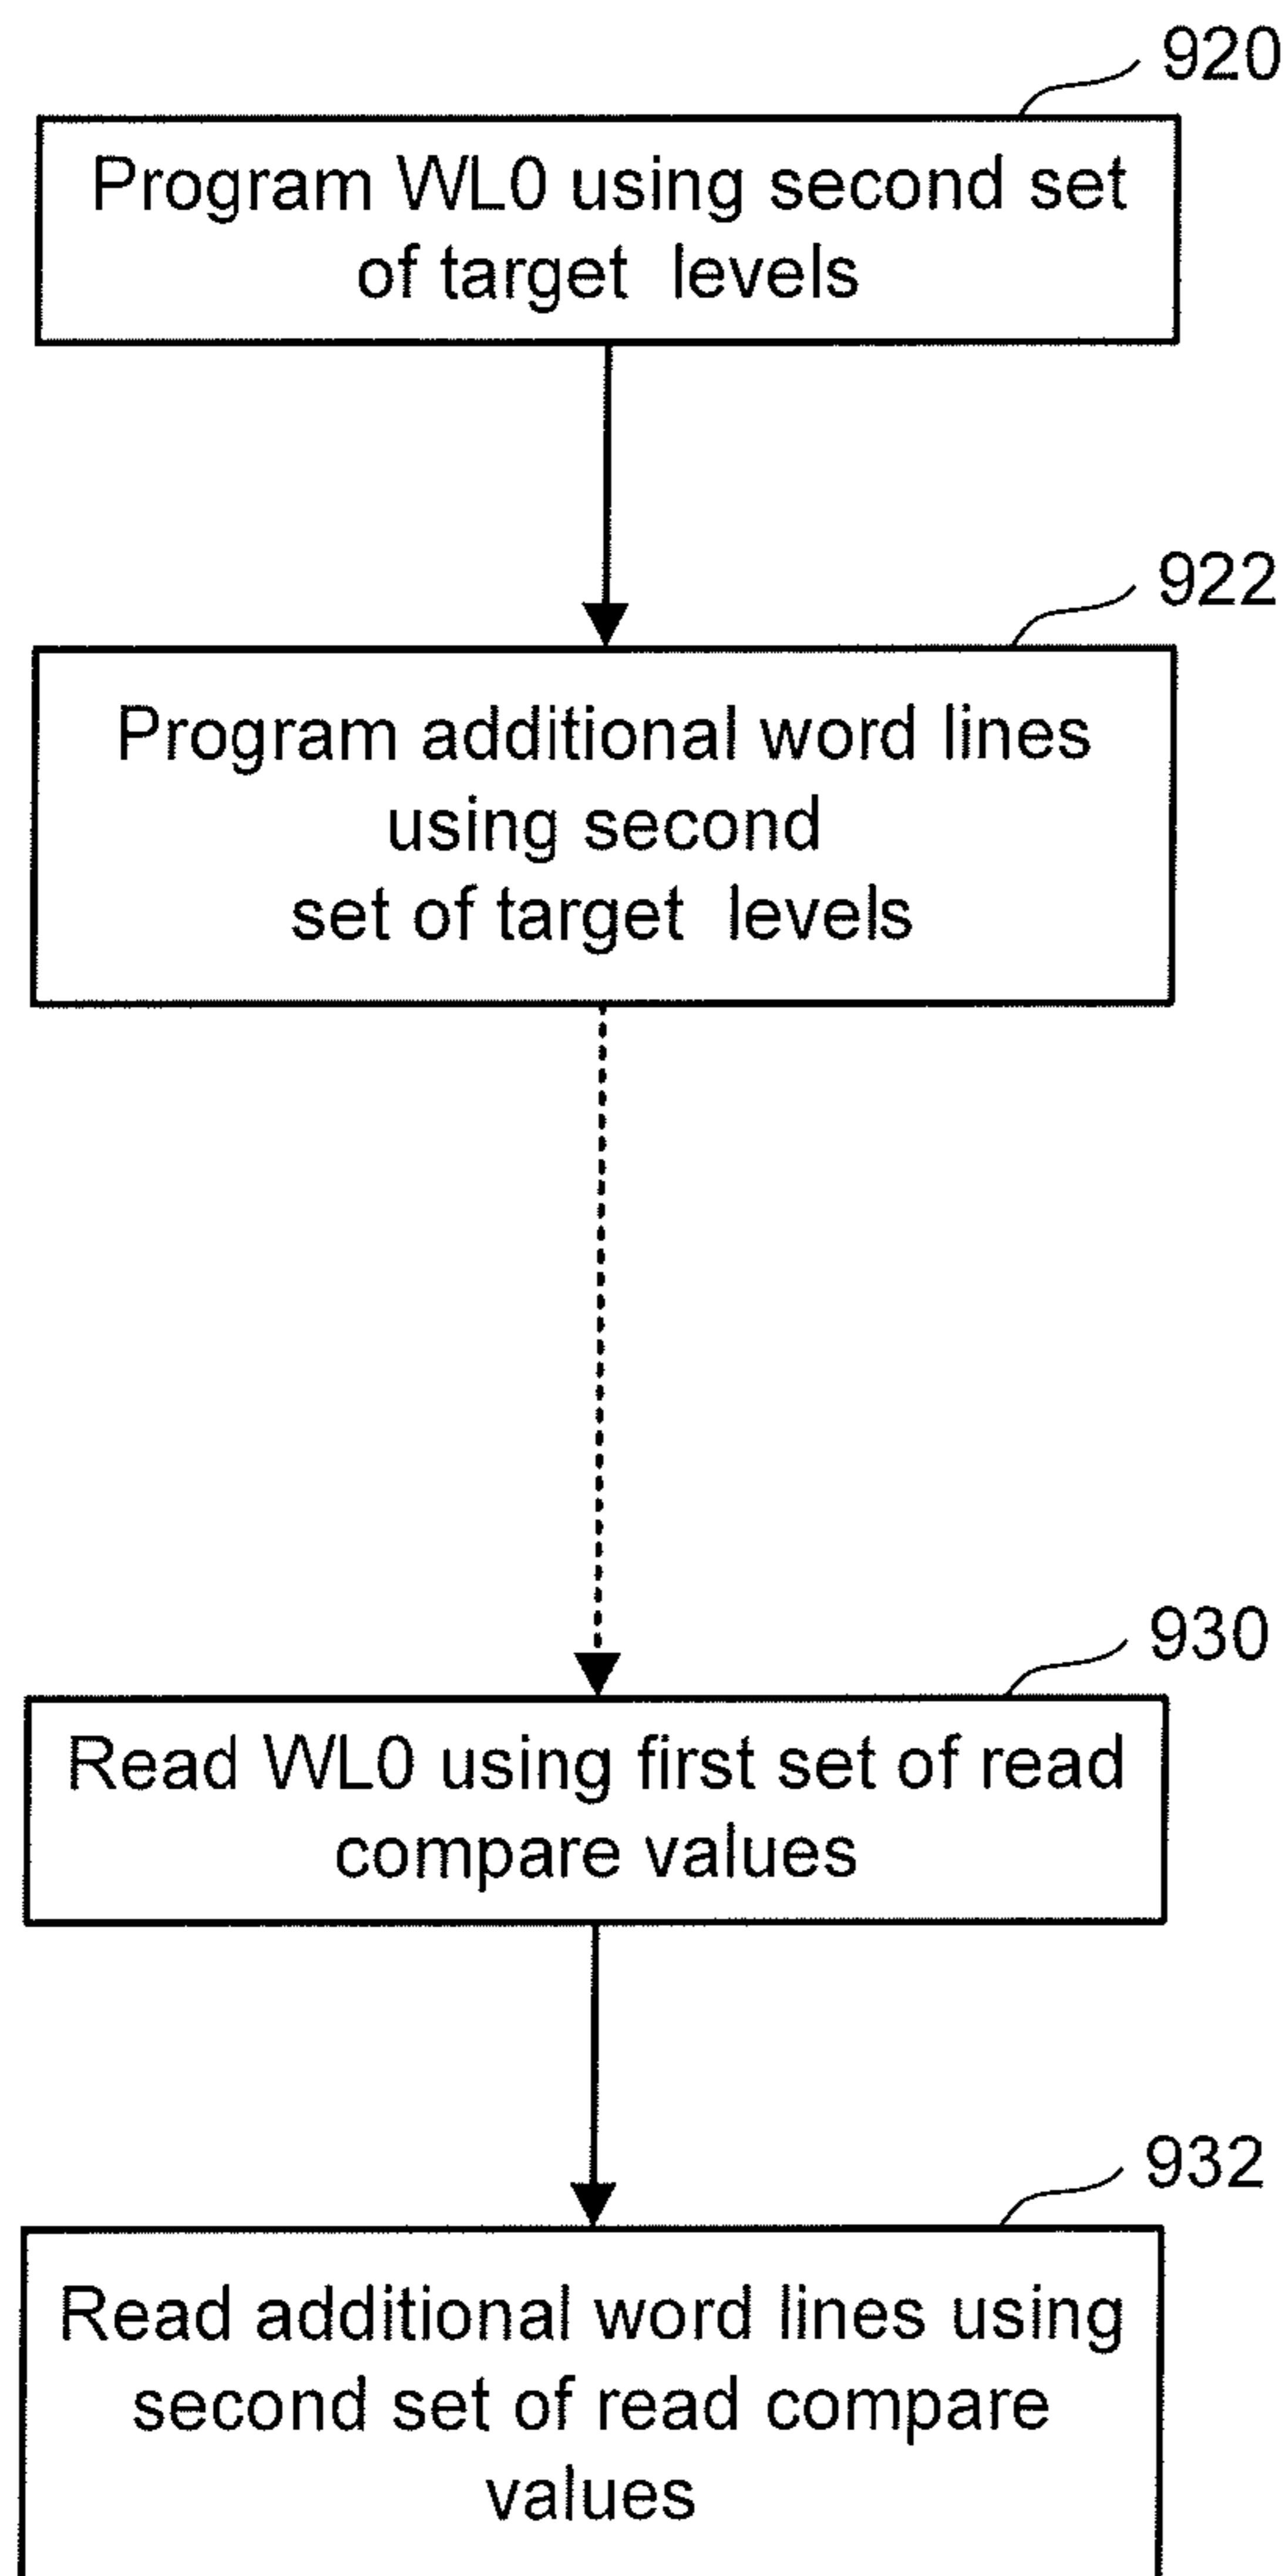 920
Program WL0 using second set
of target levels
922
Program additional word lines
using second
set of target levels
930
Read WL0 using first set of read
compare values
932
Read additional word lines using
second set of read compare
values